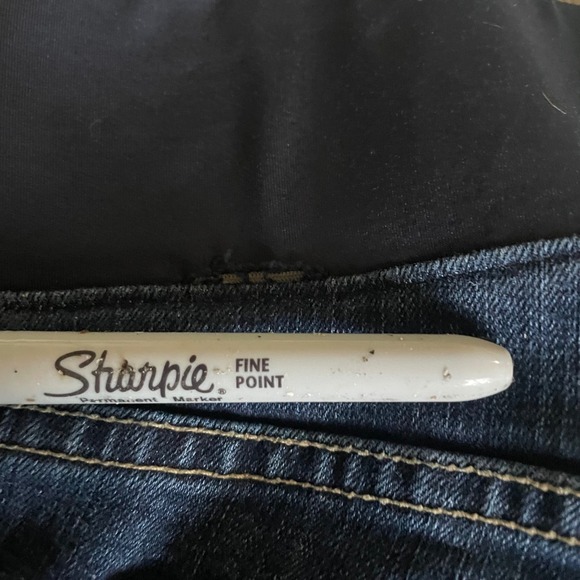 Sharpie®
FINE
POINT
Permanent Marker